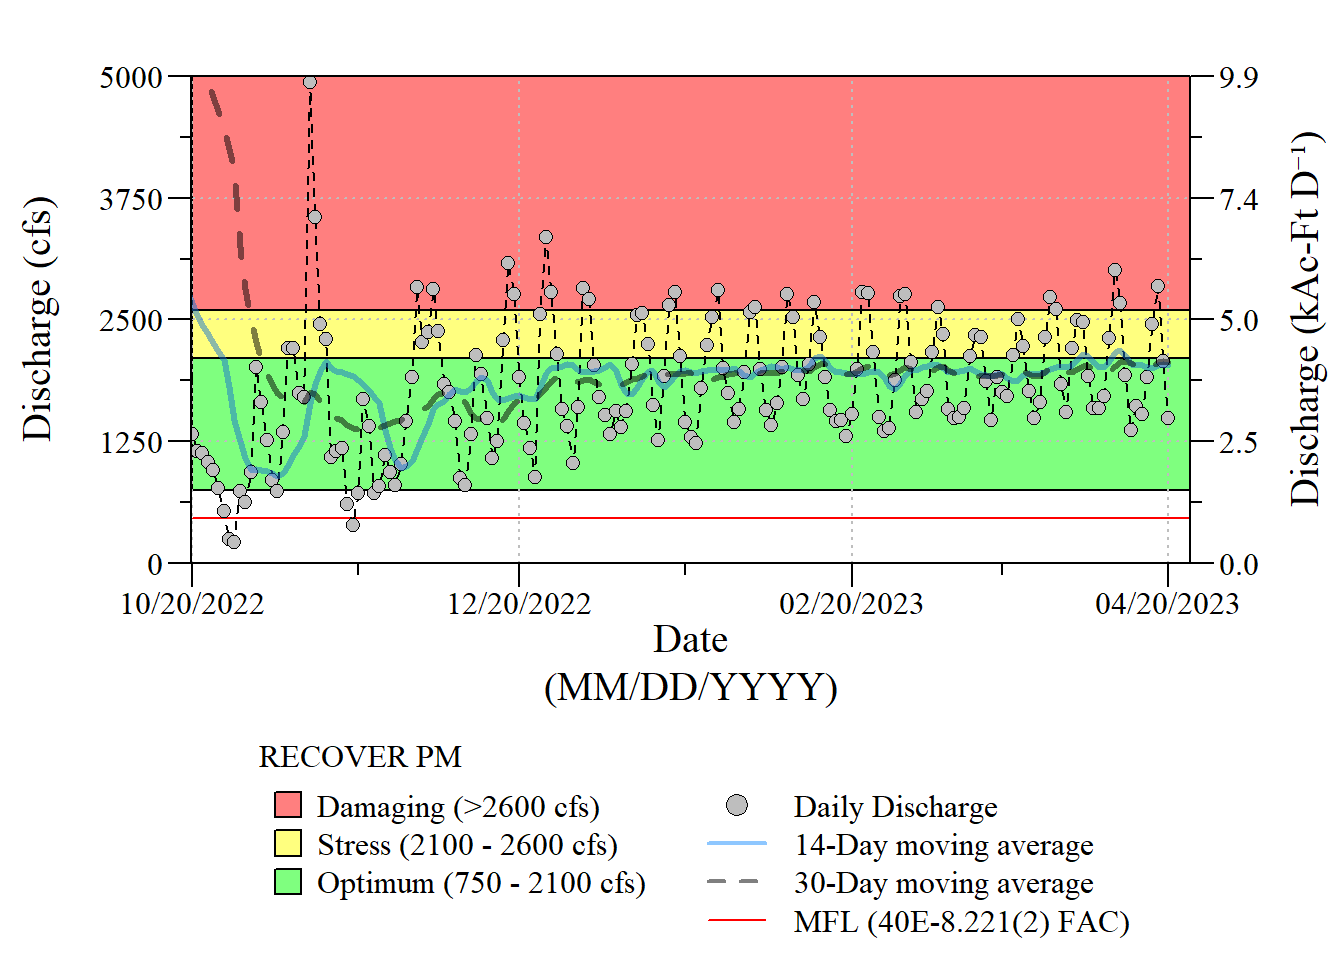 5000
3750
2500
1250
0
Discharge (cfs)
9.9
7.4
5.0
2.5
0.0
Discharge (kAc-Ft D⁻¹)
10/20/2022
12/20/2022
02/20/2023
04/20/2023
Date
(MM/DD/YYYY)
RECOVER PM
Damaging (>2600 cfs)
Stress (2100 - 2600 cfs)
Optimum (750 - 2100 cfs)
Daily Discharge
14-Day moving average
30-Day moving average
MFL (40E-8.221(2) FAC)